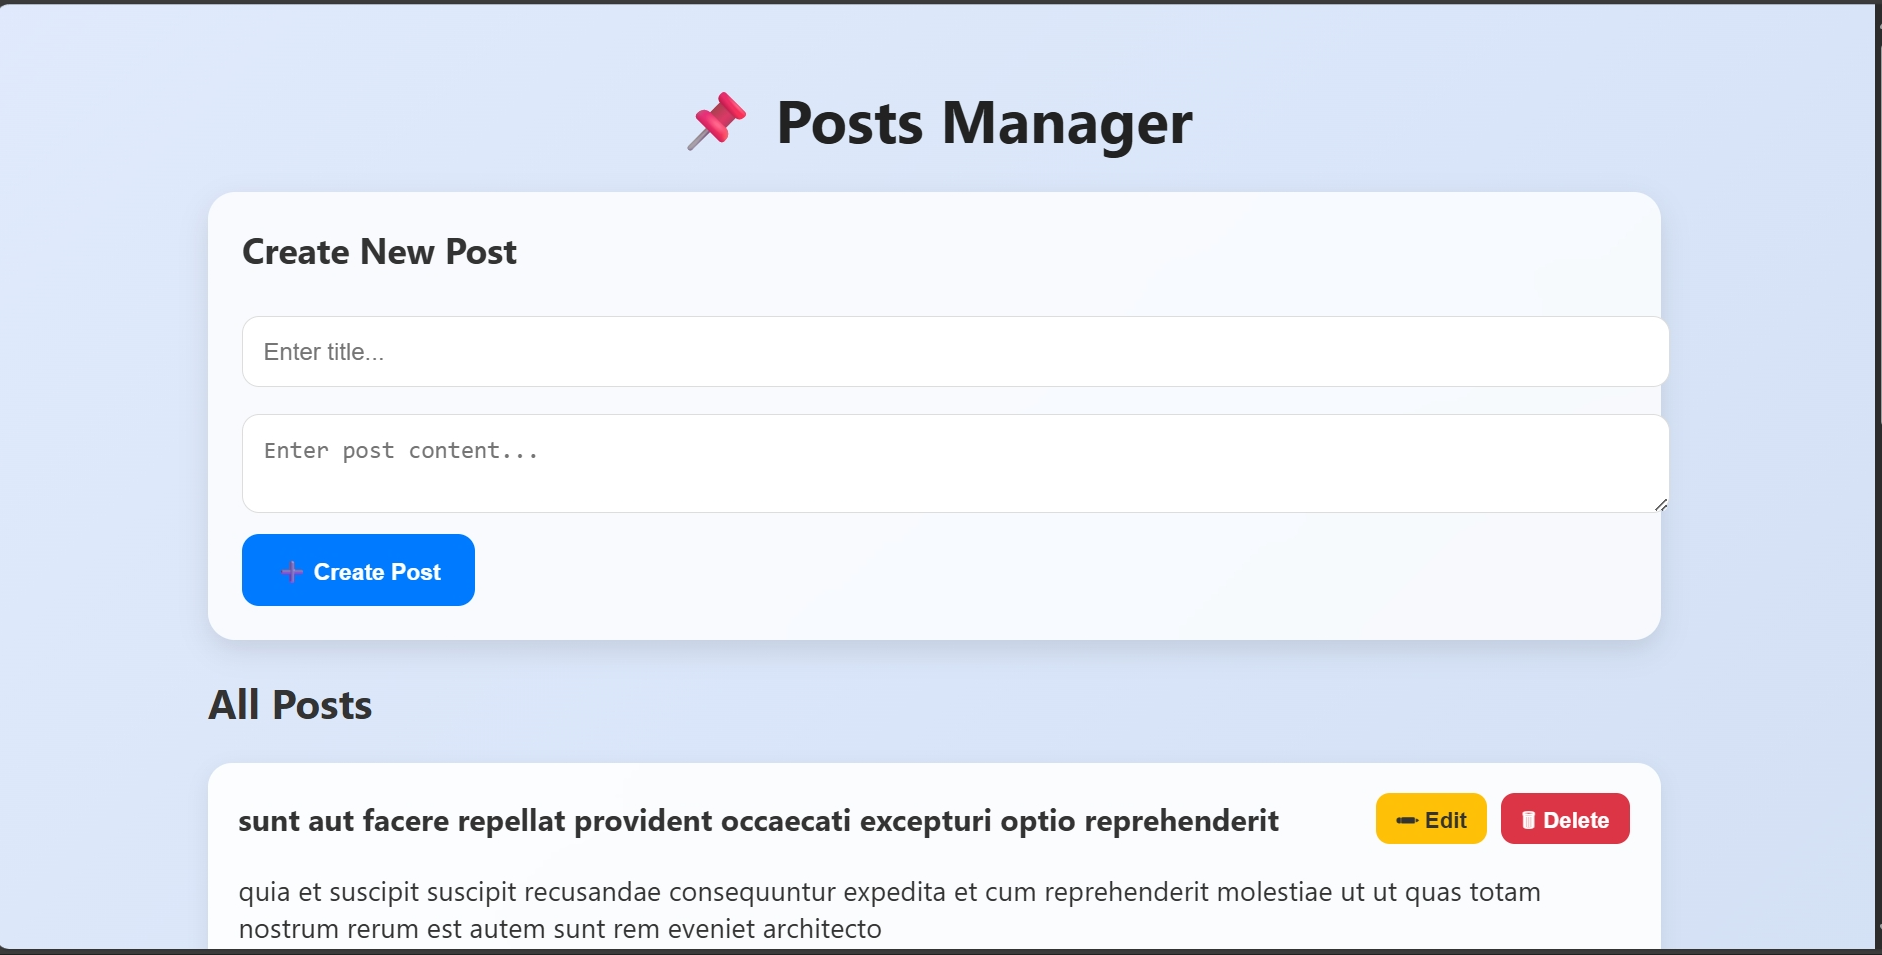 📌 Posts Manager
Create New Post
Enter title...
Enter post content...
➕ Create Post
All Posts
sunt aut facere repellat provident occaecati excepturi optio reprehenderit
✏ Edit
🗑 Delete
quia et suscipit suscipit recusandae consequuntur expedita et cum reprehenderit molestiae ut ut quas totam
nostrum rerum est autem sunt rem eveniet architecto